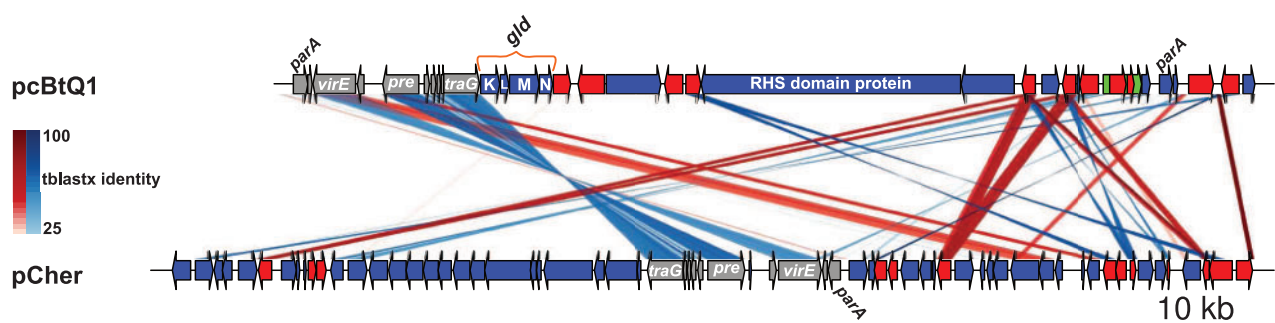 gld
parA
parA
pcBtQ1
virE
pre
traG
K
L
M
N
RHS domain protein
100
tblastx identity
25
pCher
traG
pre
virE
parA
10 kb